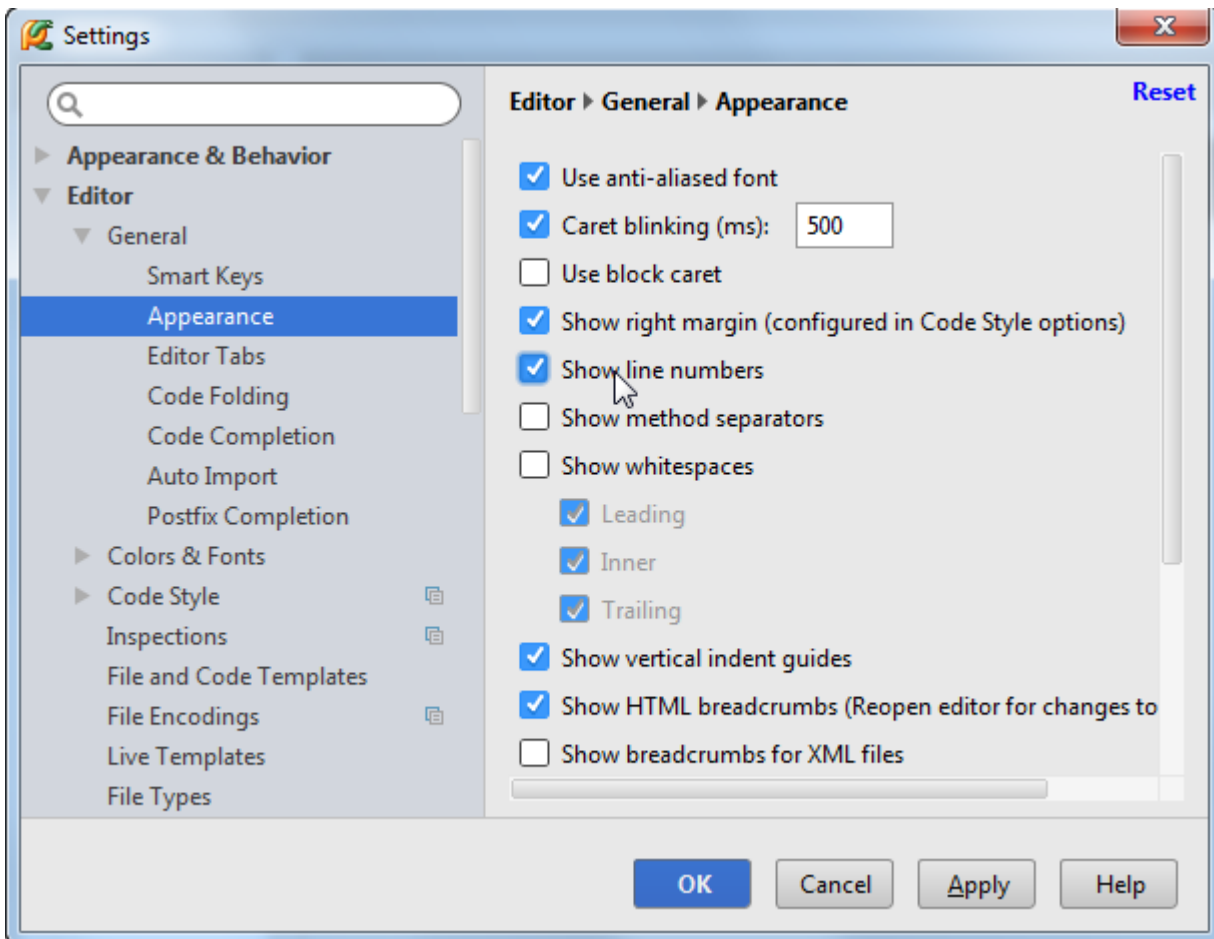 Settings
Appearance & Behavior
Editor
General
Smart Keys
Appearance
Editor Tabs
Code Folding
Code Completion
Auto Import
Postfix Completion
Colors & Fonts
Code Style
Inspections
File and Code Templates
File Encodings
Live Templates
File Types
Editor General Appearance
Reset
Use anti-aliased font
Caret blinking (ms): 500
Use block caret
Show right margin (configured in Code Style options)
Show line numbers
Show method separators
Show whitespaces
Leading
Inner
Trailing
Show vertical indent guides
Show HTML breadcrumbs (Reopen editor for changes to
Show breadcrumbs for XML files
OK
Cancel
Apply
Help